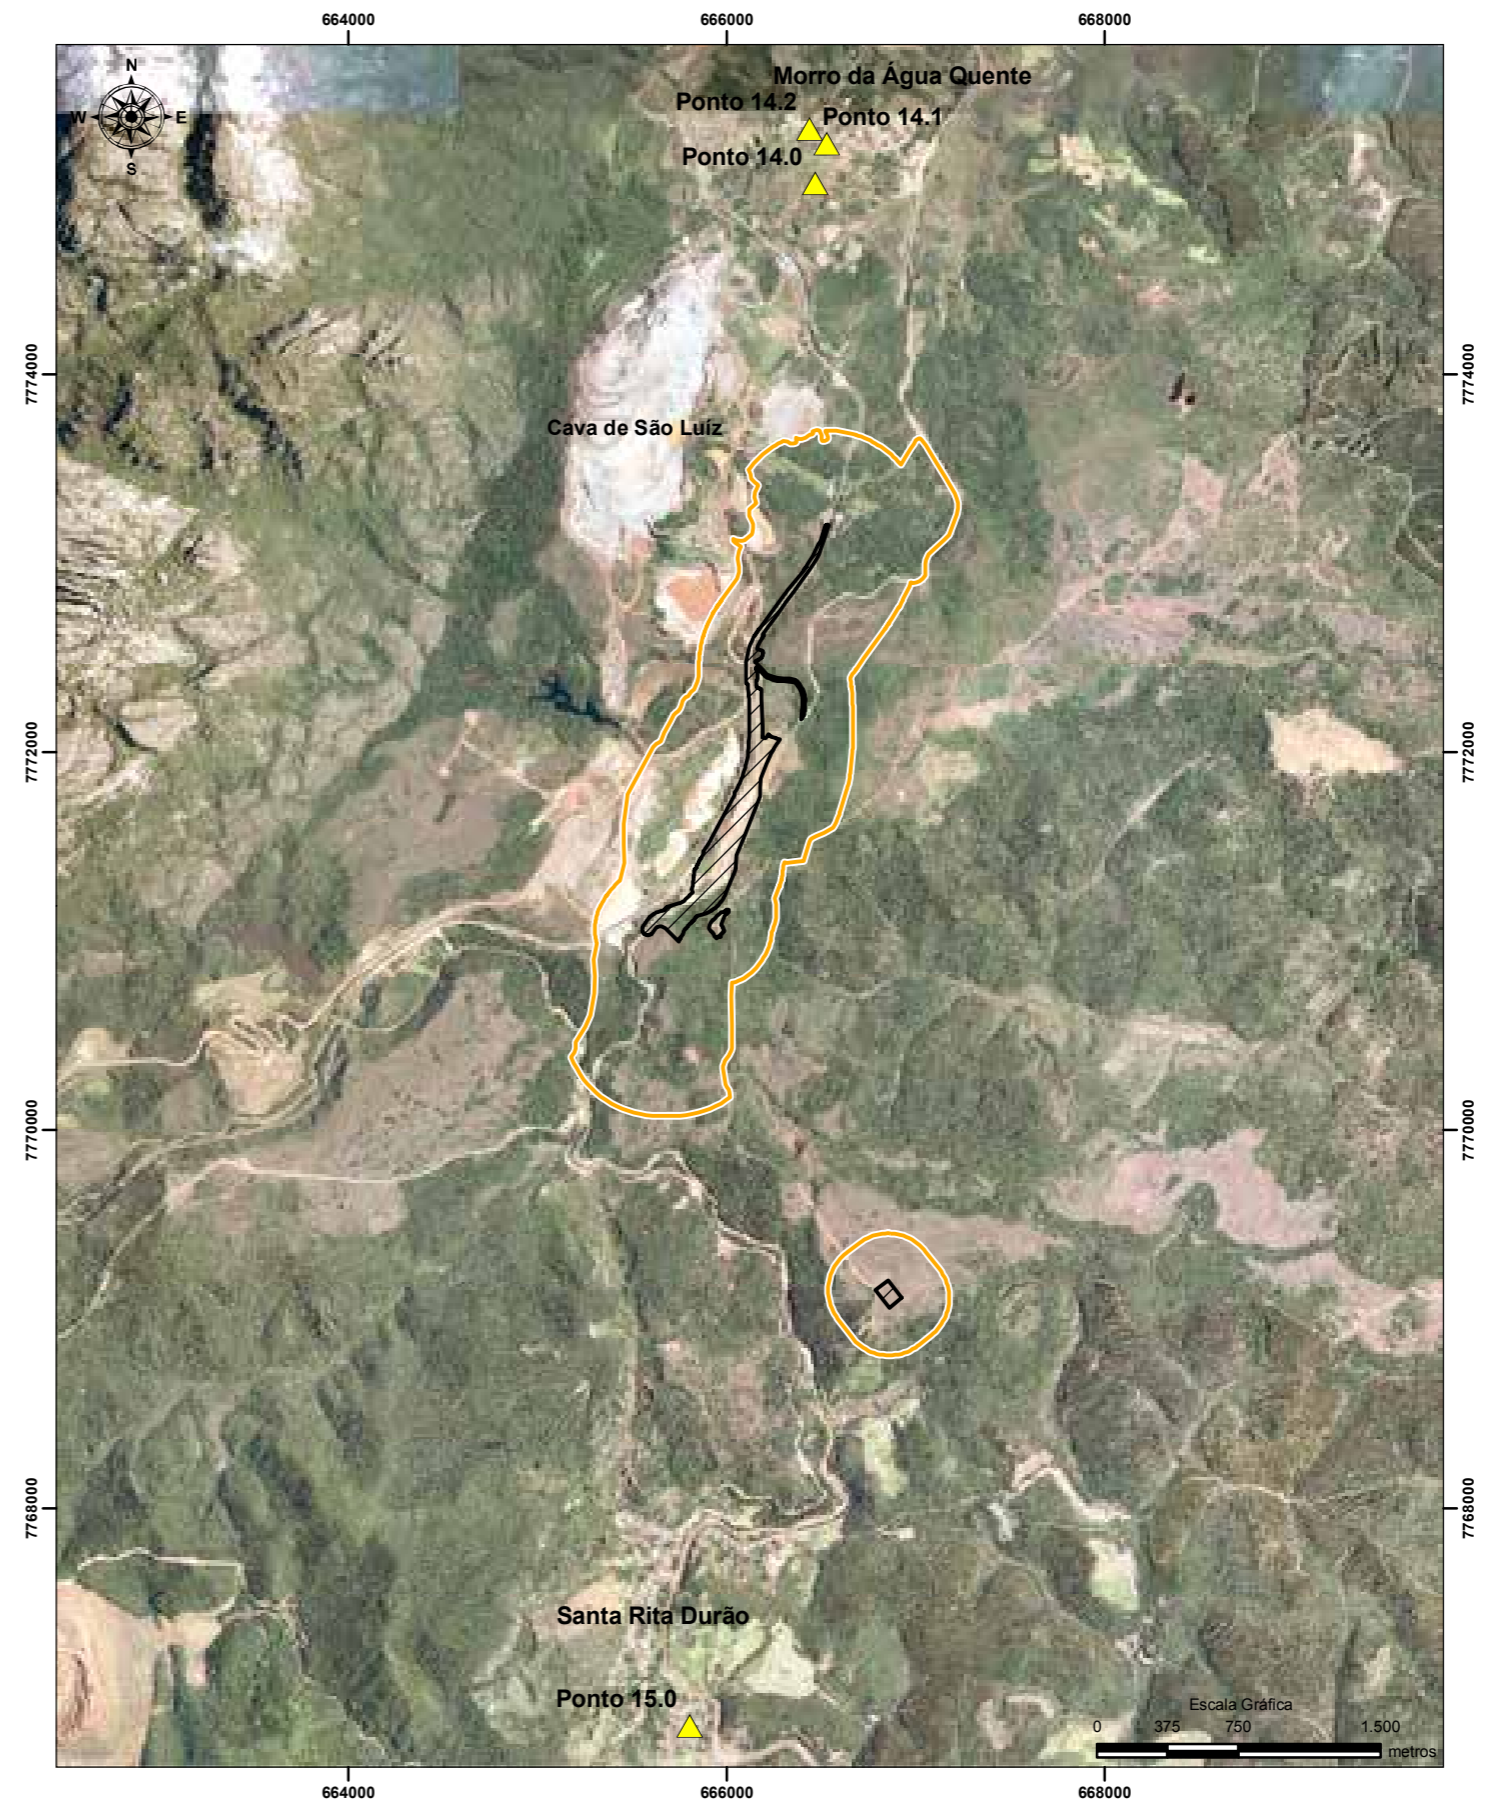 664000
666000
668000
N
W
E
S
Morro da Água Quente
Ponto 14.2
Ponto 14.1
Ponto 14.0
7774000
7774000
Cava de São Luíz
7772000
7772000
7770000
7770000
7768000
7768000
Santa Rita Durão
Ponto 15.0
Escala Gráfica
0 375 750 1.500
metros
664000
666000
668000